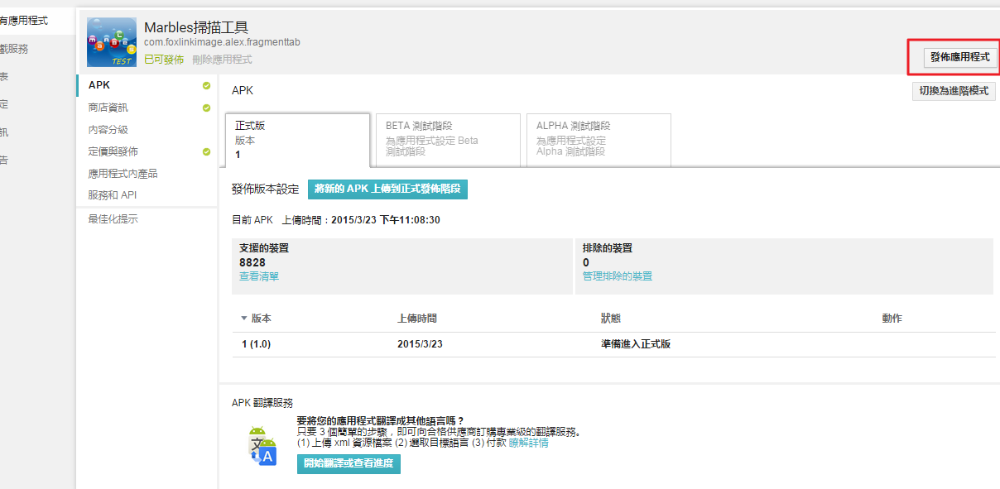 有應用程式
戲服務
表
定
訊
告
Marbles掃描工具
com.foxlinkimage.alex.fragmenttab
已可發佈 刪除應用程式
發佈應用程式
切換為進階模式
APK
商店資訊
內容分級
定價與發佈
應用程式內產品
服務和 API
最佳化提示
APK
正式版
版本
1
BETA 測試階段
為應用程式設定 Beta
測試階段
ALPHA 測試階段
為應用程式設定
Alpha 測試階段
發佈版本設定 將新的 APK 上傳到正式發佈階段
目前 APK 上傳時間：2015/3/23 下午11:08:30
支援的裝置
8828
查看清單
排除的裝置
0
管理排除的裝置
版本 上傳時間 狀態 動作
1 (1.0) 2015/3/23 準備進入正式版
APK 翻譯服務
要將您的應用程式翻譯成其他語言嗎？
只要 3 個簡單的步驟，即可向合格供應商訂購專業級的翻譯服務。
(1) 上傳 xml 資源檔案 (2) 選取目標語言 (3) 付款 瞭解詳情
開始翻譯或查看進度
文
A
TEST